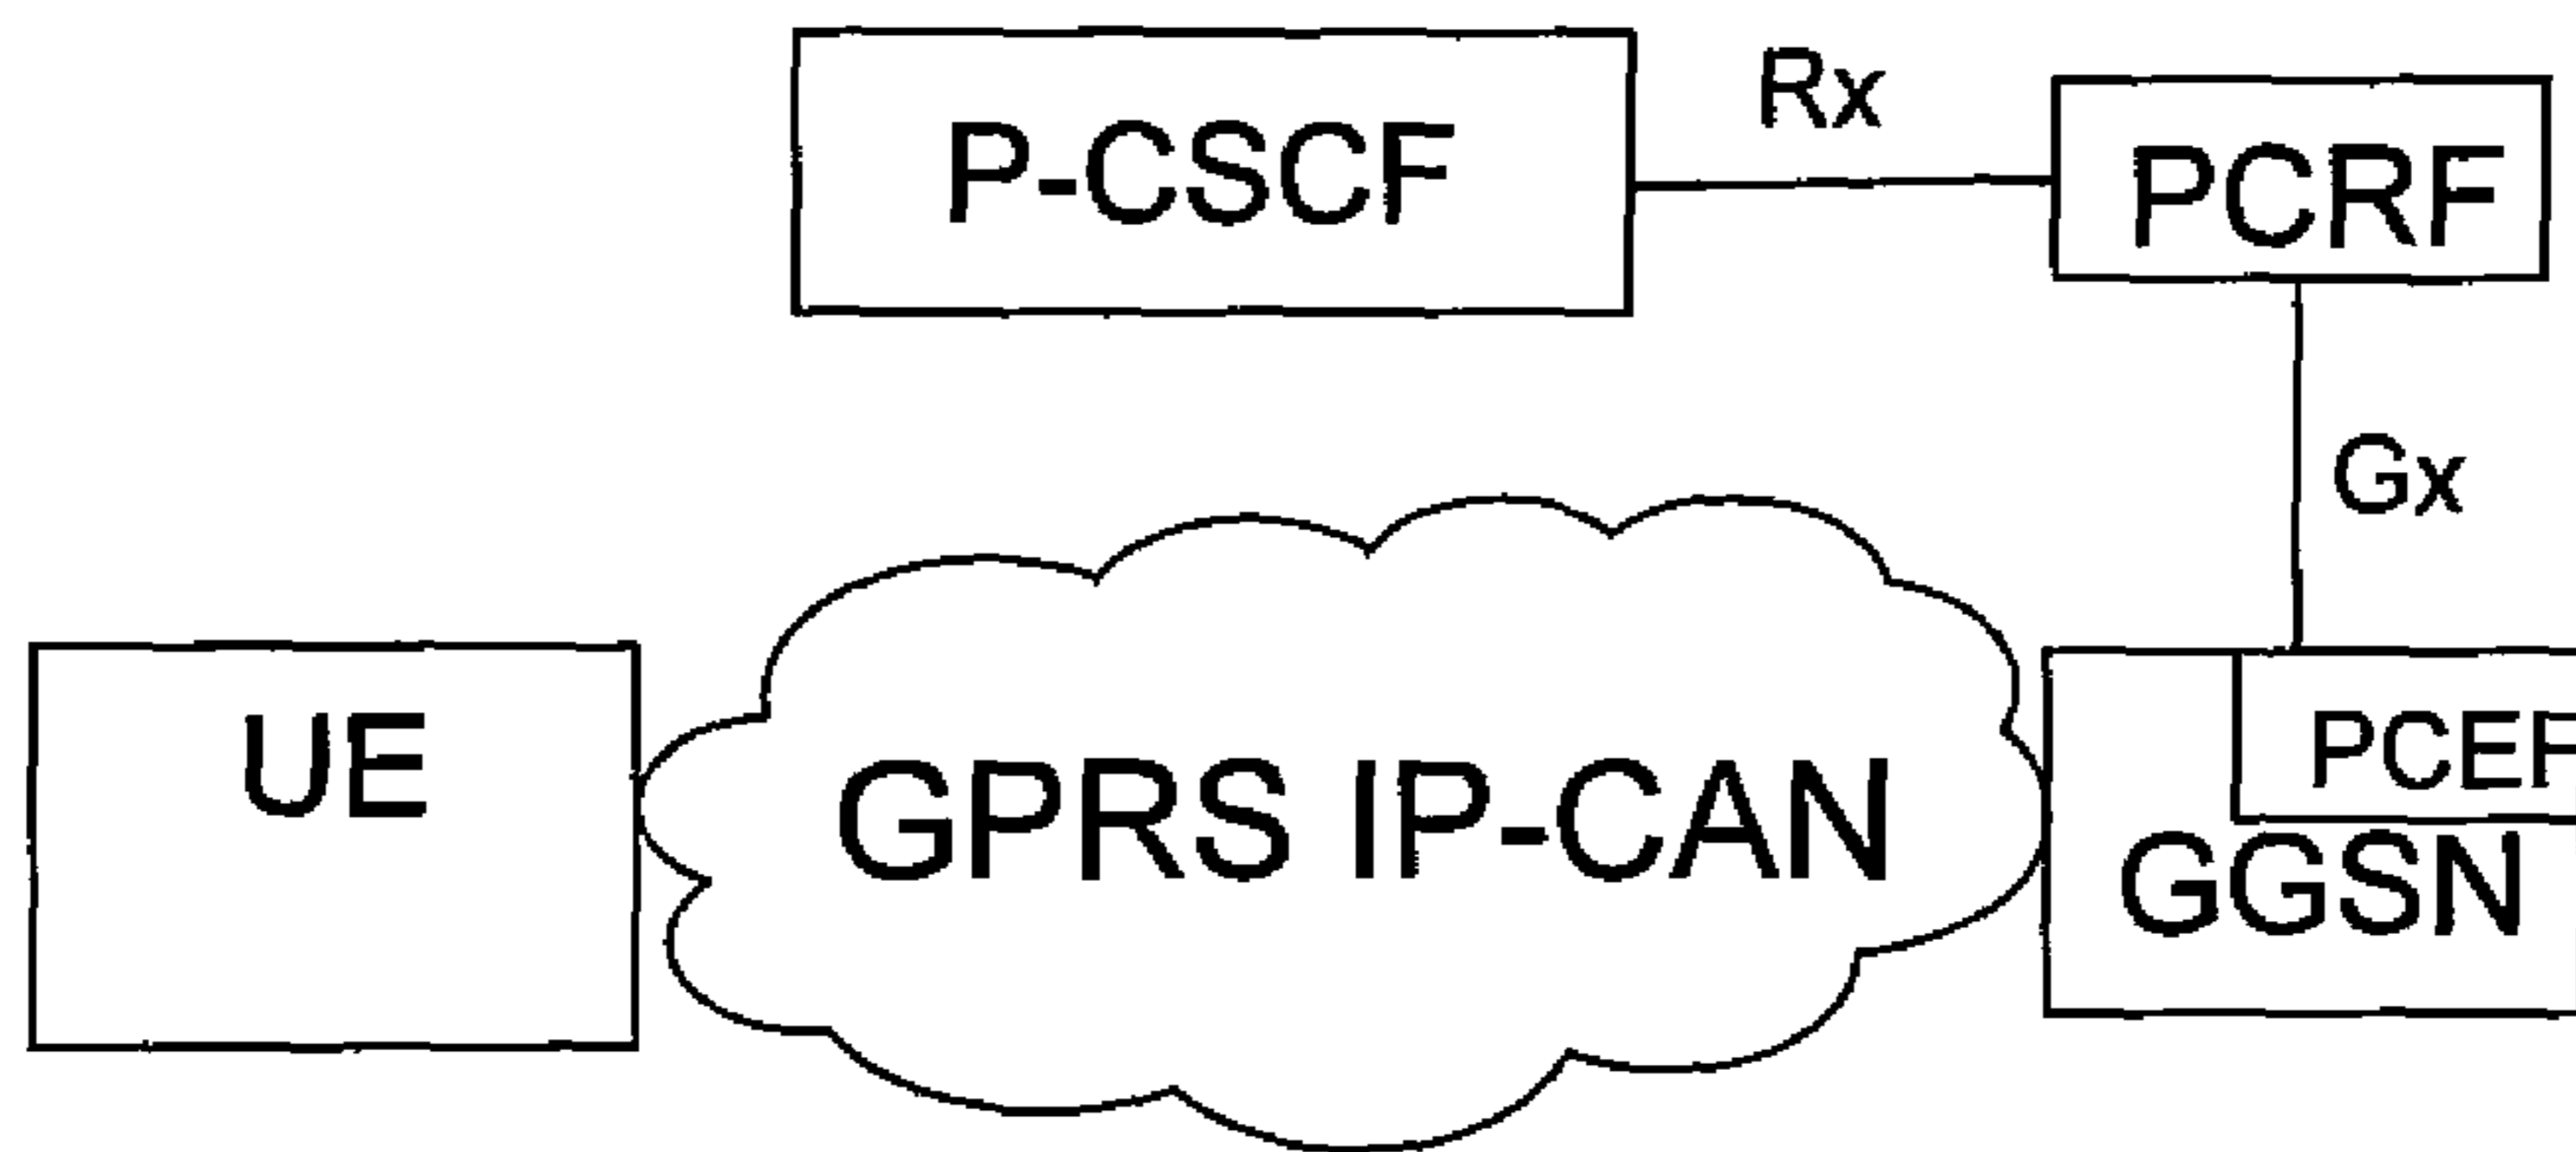 P-CSCF
Rx
PCRF
Gx
UE
GPRS IP-CAN
PCEF
GGSN